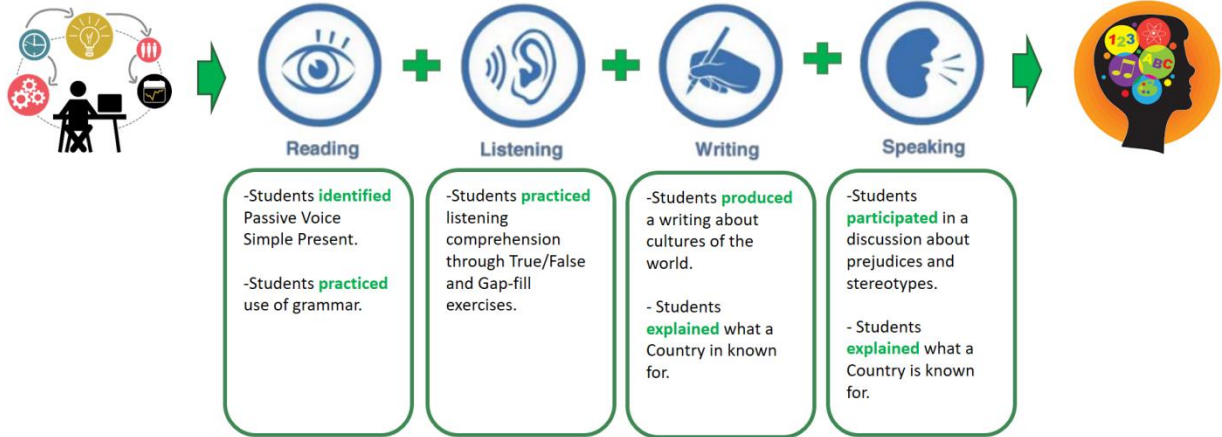 123
ABC
Reading
Listening
Writing
Speaking
-Students identified
Passive Voice
Simple Present.
-Students practiced
use of grammar.
-Students practiced
listening
comprehension
through True/False
and Gap-fill
exercises.
-Students produced
a writing about
cultures of the
world.
- Students
explained what a
Country in known
for.
-Students
participated in a
discussion about
prejudices and
stereotypes.
- Students
explained what a
Country is known
for.